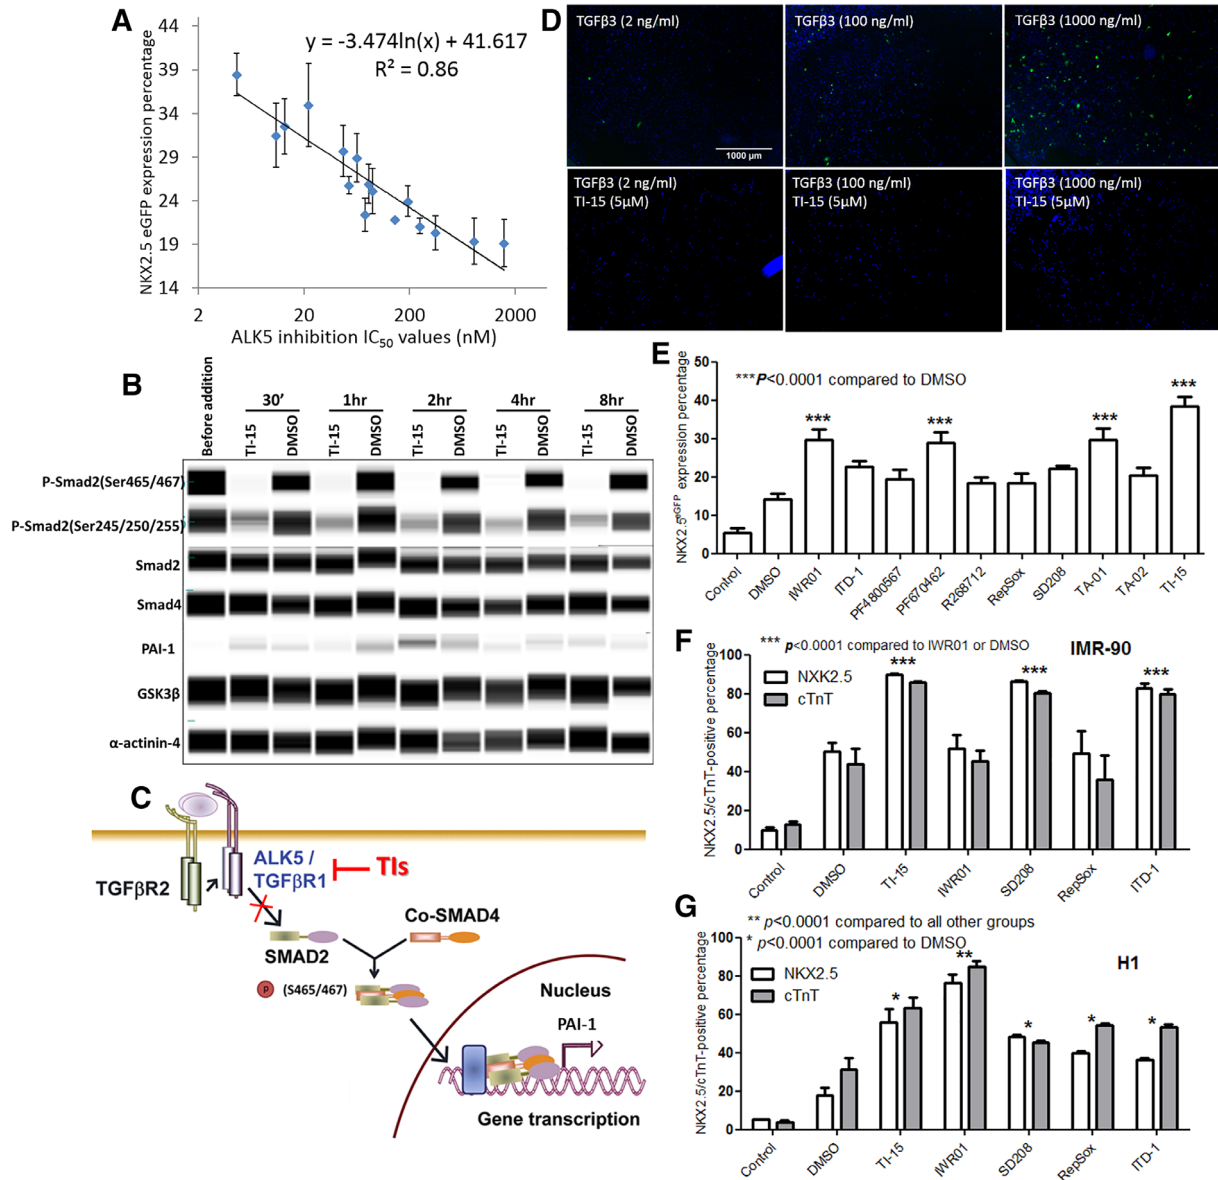 A
44
39
34
29
24
19
14
NKX2.5 eGFP expression percentage
y = -3.474ln(x) + 41.617
R² = 0.86
2
20
200
2000
ALK5 inhibition IC₅₀ values (nM)
D
TGFβ3 (2 ng/ml)
TGFβ3 (100 ng/ml)
TGFβ3 (1000 ng/ml)
1000 µm
TGFβ3 (2 ng/ml)
TI-15 (5µM)
TGFβ3 (100 ng/ml)
TI-15 (5µM)
TGFβ3 (1000 ng/ml)
TI-15 (5µM)
B
Before addition
30’
1hr
2hr
4hr
8hr
TI-15
DMSO
TI-15
DMSO
TI-15
DMSO
TI-15
DMSO
TI-15
DMSO
P-Smad2(Ser465/467)
P-Smad2(Ser245/250/255)
Smad2
Smad4
PAI-1
GSK3β
α-actinin-4
E
NKX2.5eGFP expression percentage
50
40
30
20
10
0
***P<0.0001 compared to DMSO
***
***
***
***
Control
DMSO
IWR01
ITD-1
PF4800567
PF670462
R268712
RepSox
SD208
TA-01
TA-02
TI-15
C
TGFβR2
ALK5 /
TGFβR1
TIs
SMAD2
Co-SMAD4
P
(S465/467)
Nucleus
PAI-1
Gene transcription
F
*** p<0.0001 compared to IWR01 or DMSO
IMR-90
NKX2.5/cTnT-positive percentage
100
80
60
40
20
0
NXK2.5
cTnT
***
***
***
Control
DMSO
TI-15
IWR01
SD208
RepSox
ITD-1
G
** p<0.0001 compared to all other groups
* p<0.0001 compared to DMSO
H1
NKX2.5/cTnT-positive percentage
100
80
60
40
20
0
NKX2.5
cTnT
*
**
*
*
*
Control
DMSO
TI-15
IWR01
SD208
RepSox
ITD-1